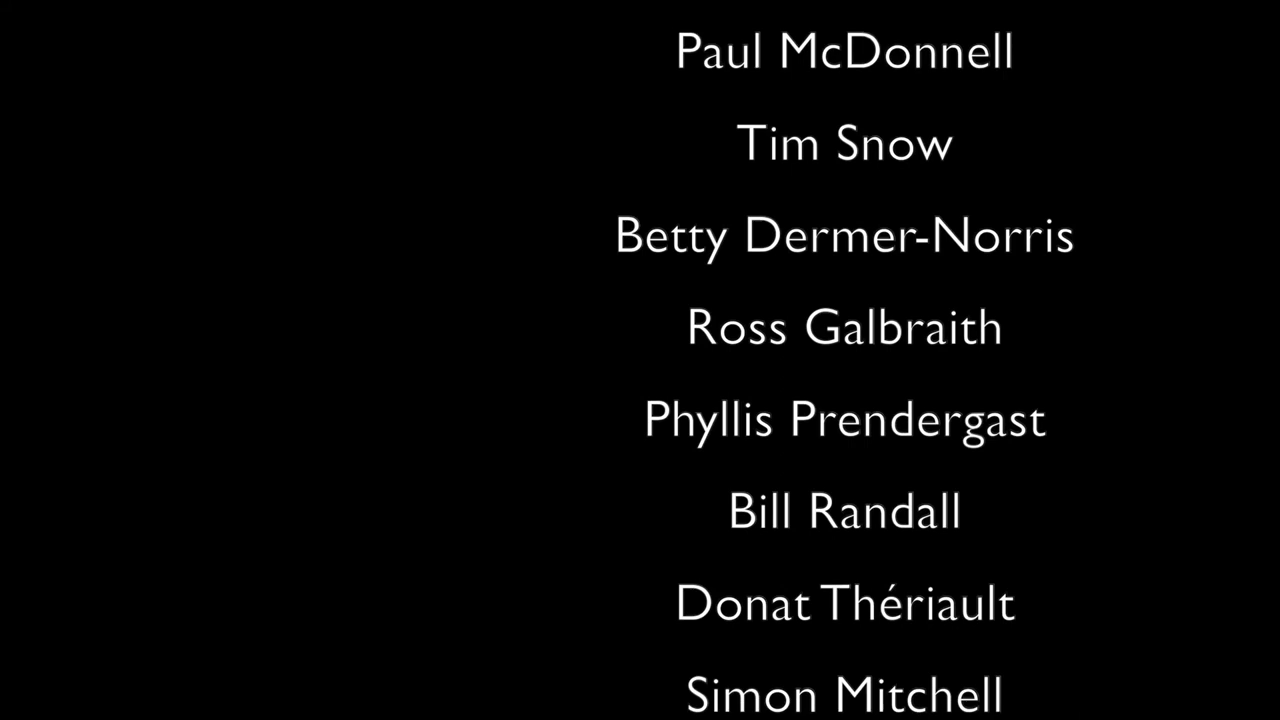 Paul McDonnell
Tim Snow
Betty Dermer-Norris
Ross Galbraith
Phyllis Prendergast
Bill Randall
Donat Thériault
Simon Mitchell